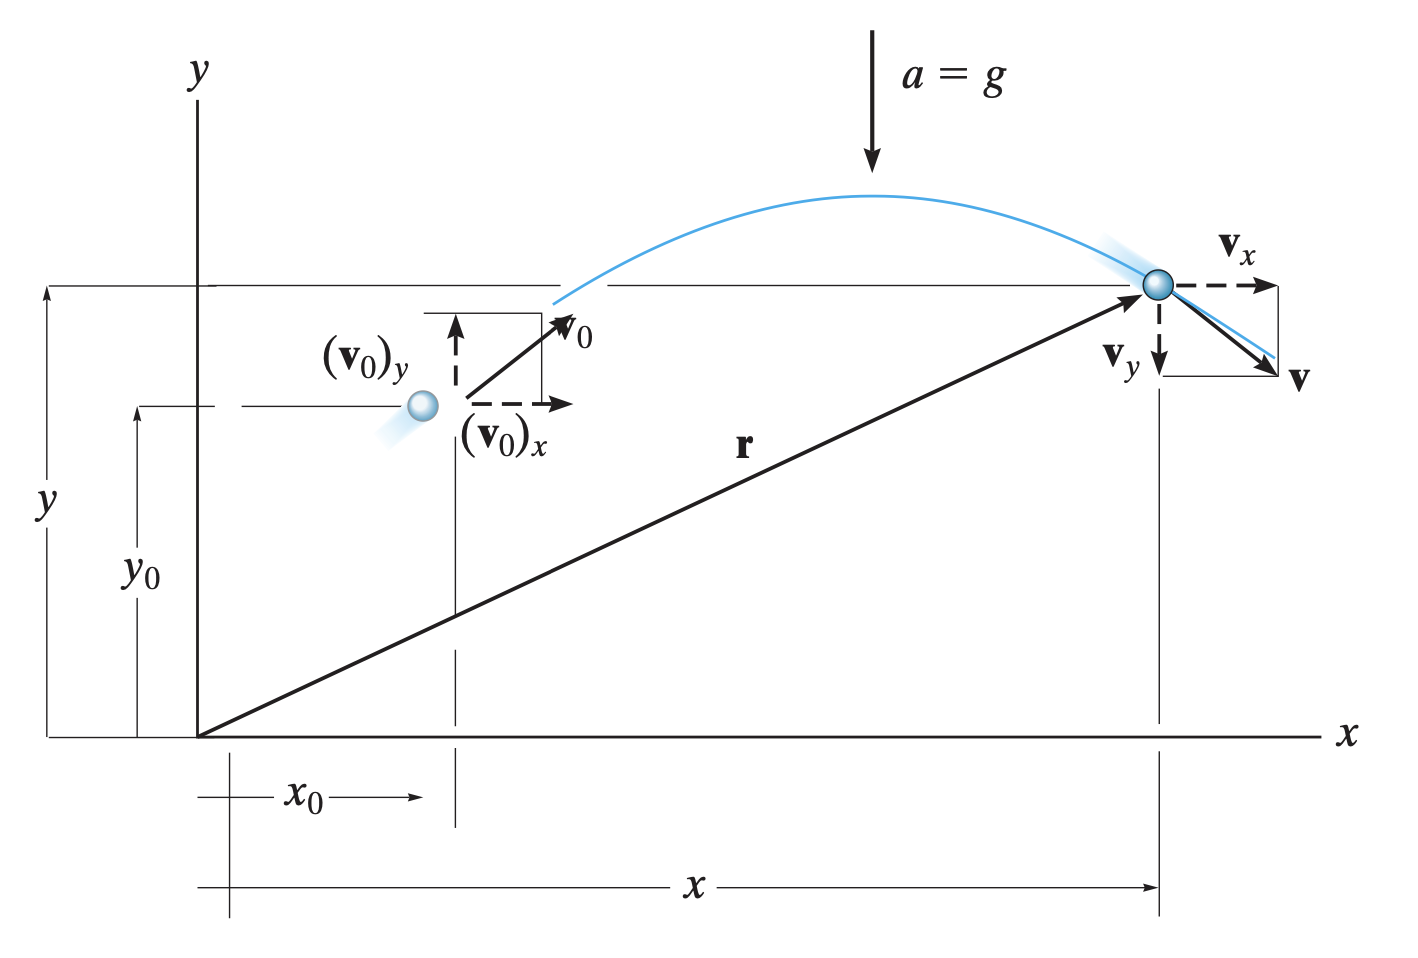 y
a = g
v_x
v_0
(v_0)_y
v_y
v
(v_0)_x
r
y
y_0
x
x_0
x